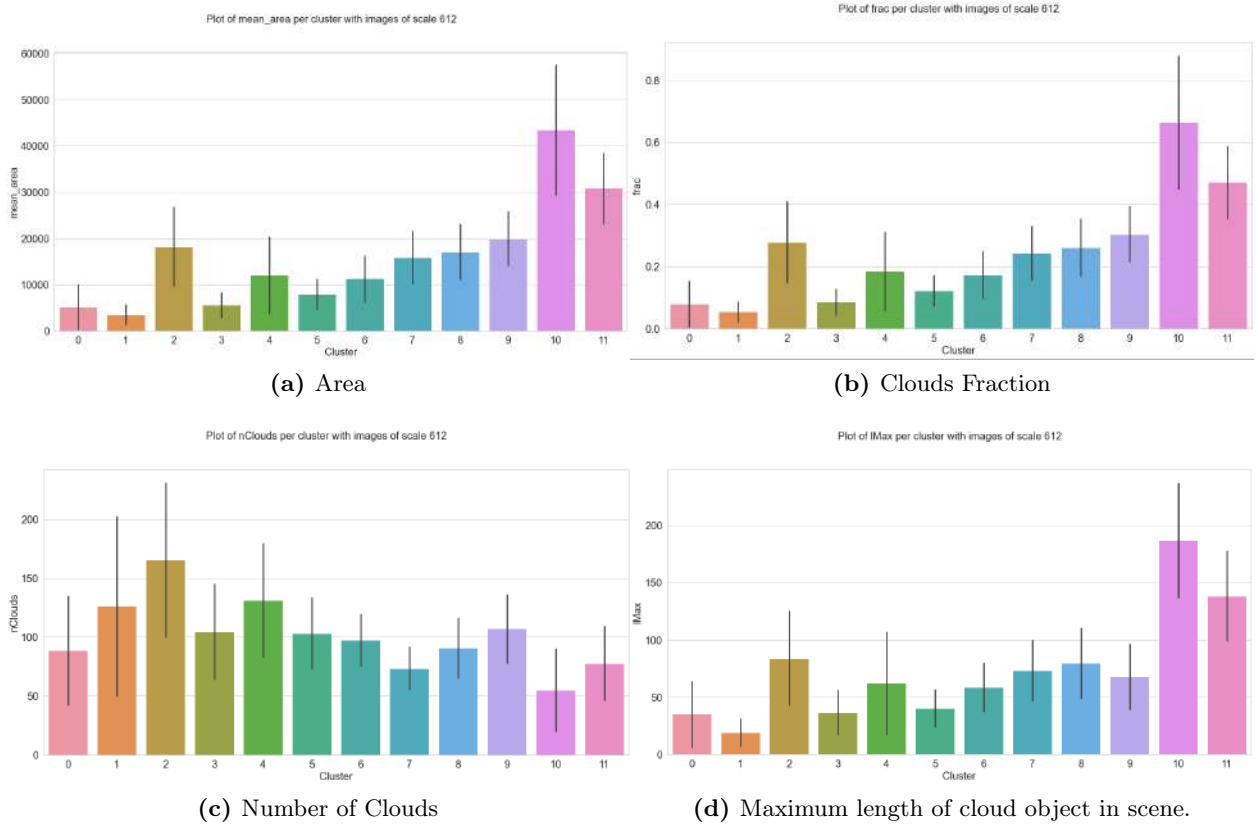 Plot of mean_area per cluster with images of scale 612
60000
50000
40000
30000
20000
10000
0
mean_area
0 1 2 3 4 5 6 7 8 9 10 11
Cluster
(a) Area
Plot of frac per cluster with images of scale 612
0.8
0.6
0.4
0.2
0.0
frac
0 1 2 3 4 5 6 7 8 9 10 11
Cluster
(b) Clouds Fraction
Plot of nClouds per cluster with images of scale 612
200
150
100
50
0
nClouds
0 1 2 3 4 5 6 7 8 9 10 11
Cluster
(c) Number of Clouds
Plot of lMax per cluster with images of scale 612
200
150
100
50
0
lMax
0 1 2 3 4 5 6 7 8 9 10 11
Cluster
(d) Maximum length of cloud object in scene.